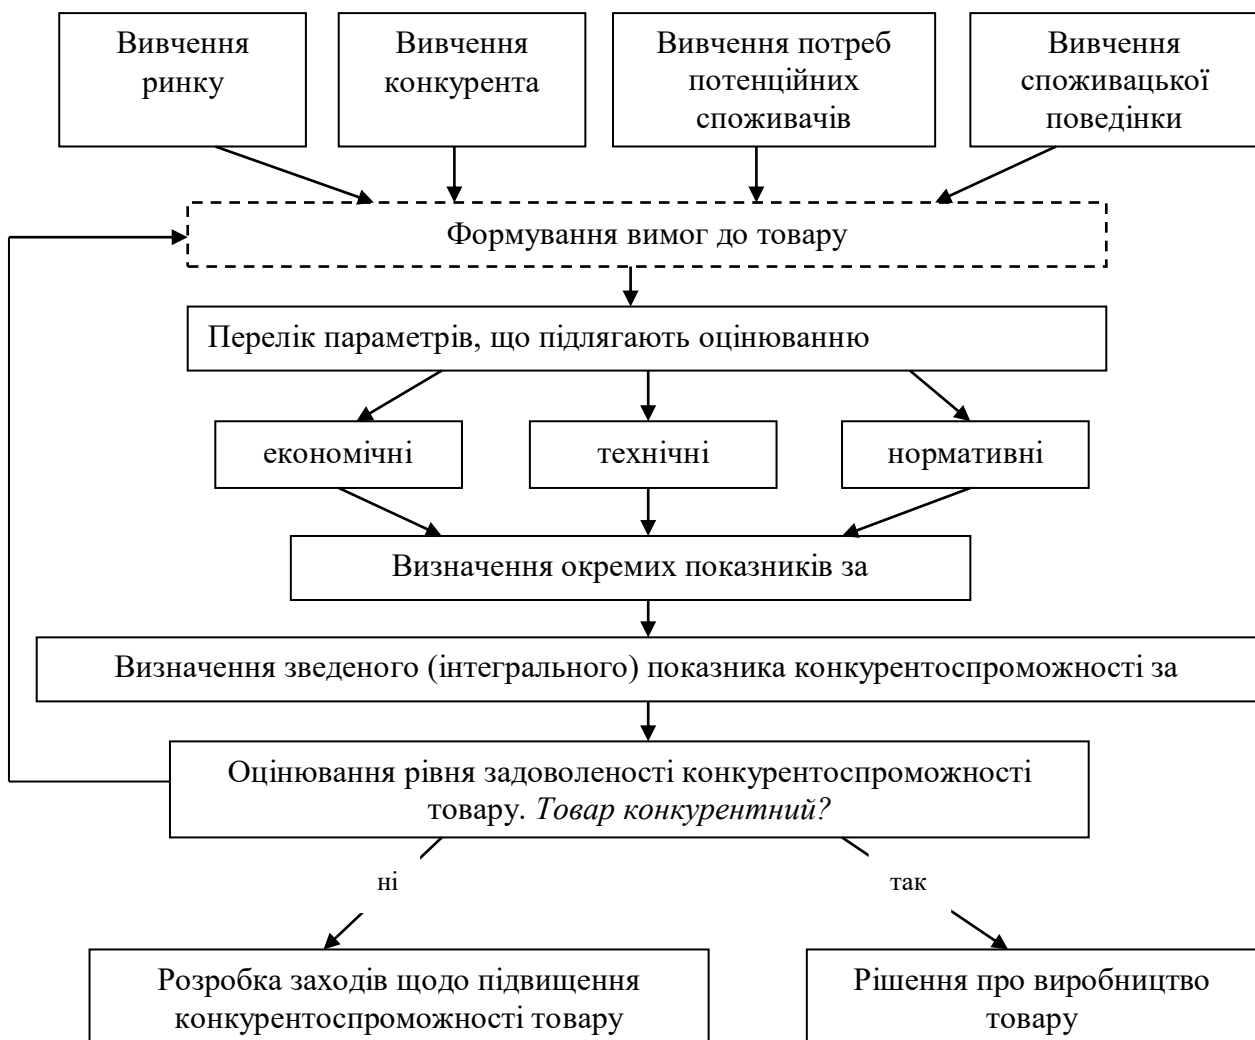 Вивчення
ринку
Вивчення
конкурента
Вивчення потреб
потенційних
споживачів
Вивчення
споживацької
поведінки
Формування вимог до товару
Перелік параметрів, що підлягають оцінюванню
економічні
технічні
нормативні
Визначення окремих показників за
Визначення зведеного (інтегрального) показника конкурентоспроможності за
Оцінювання рівня задоволеності конкурентоспроможності
товару. Товар конкурентний?
ні
так
Розробка заходів щодо підвищення
конкурентоспроможності товару
Рішення про виробництво
товару